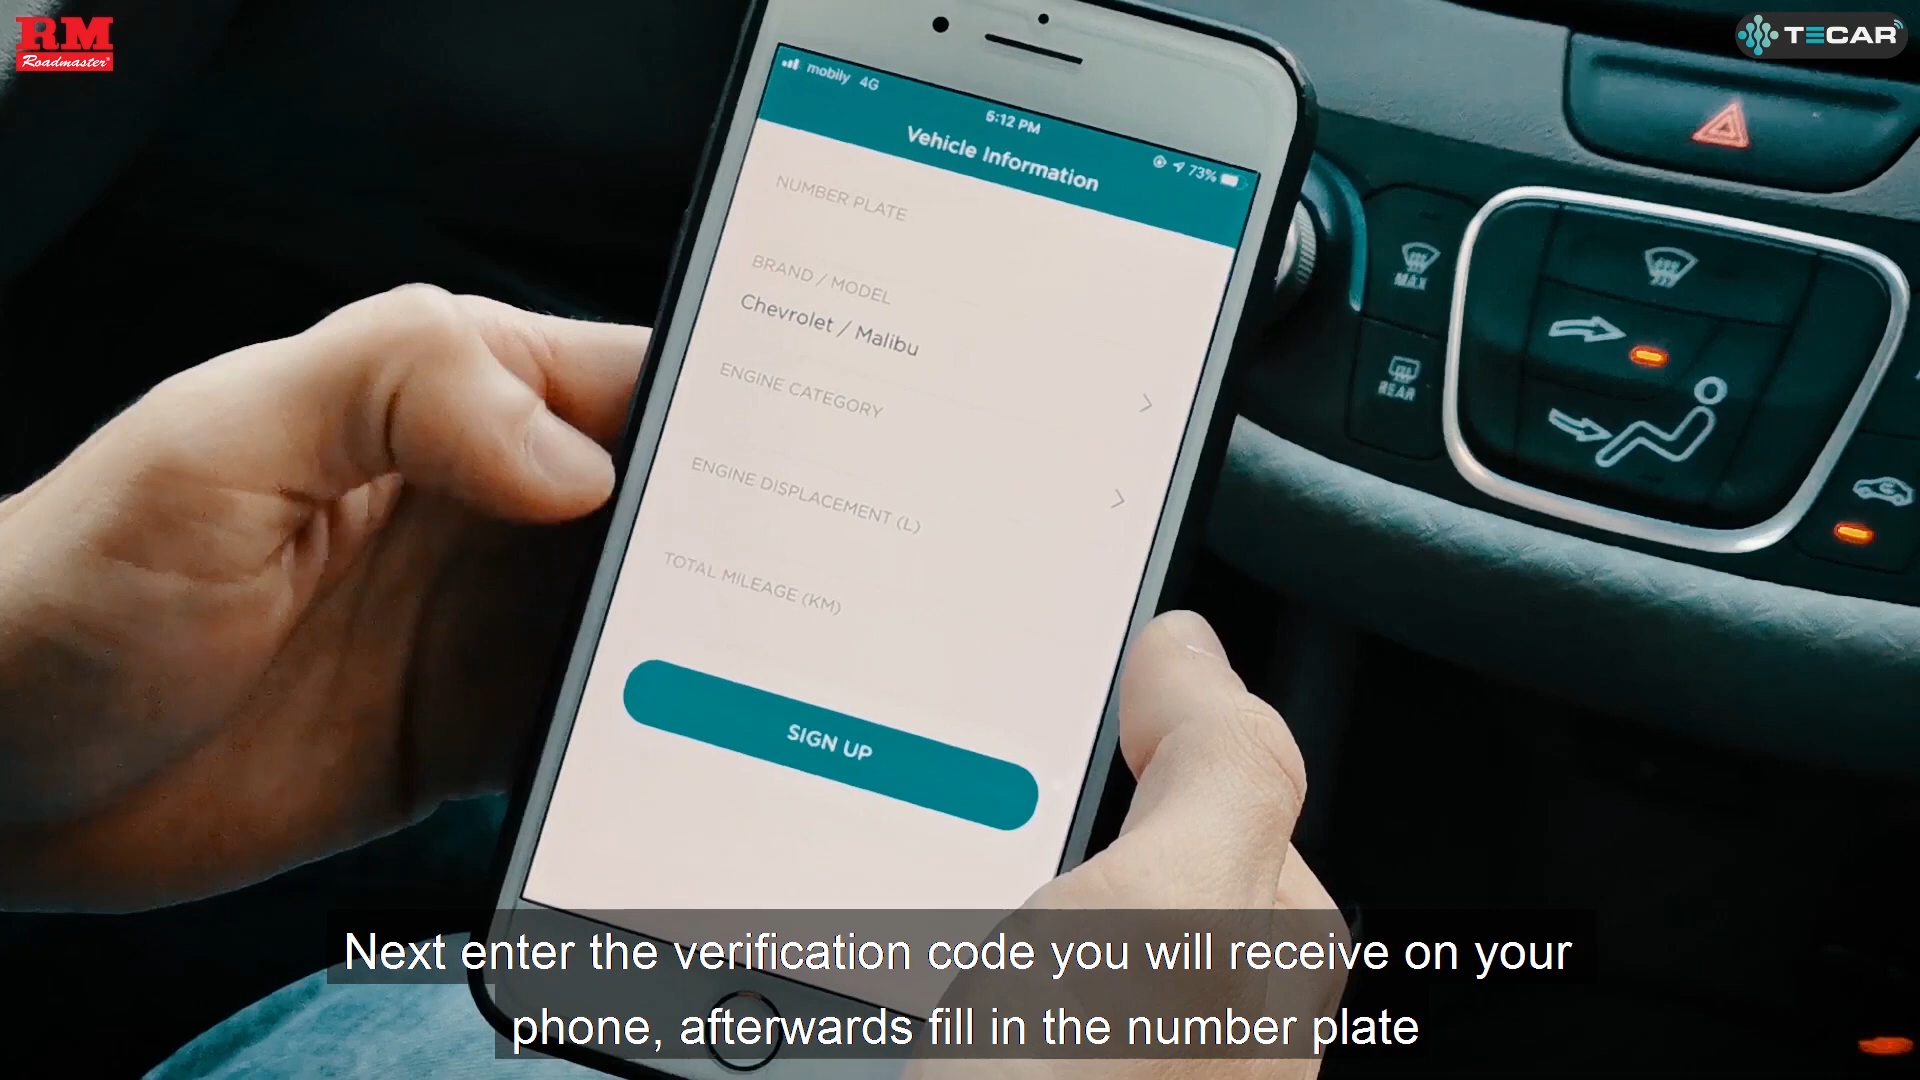 RM
Roadmaster
TECAR
mobily 4G
5:12 PM
73%
Vehicle Information
NUMBER PLATE
BRAND / MODEL
Chevrolet / Malibu
ENGINE CATEGORY
ENGINE DISPLACEMENT (L)
TOTAL MILEAGE (KM)
SIGN UP
MAX
REAR
Next enter the verification code you will receive on your
phone, afterwards fill in the number plate